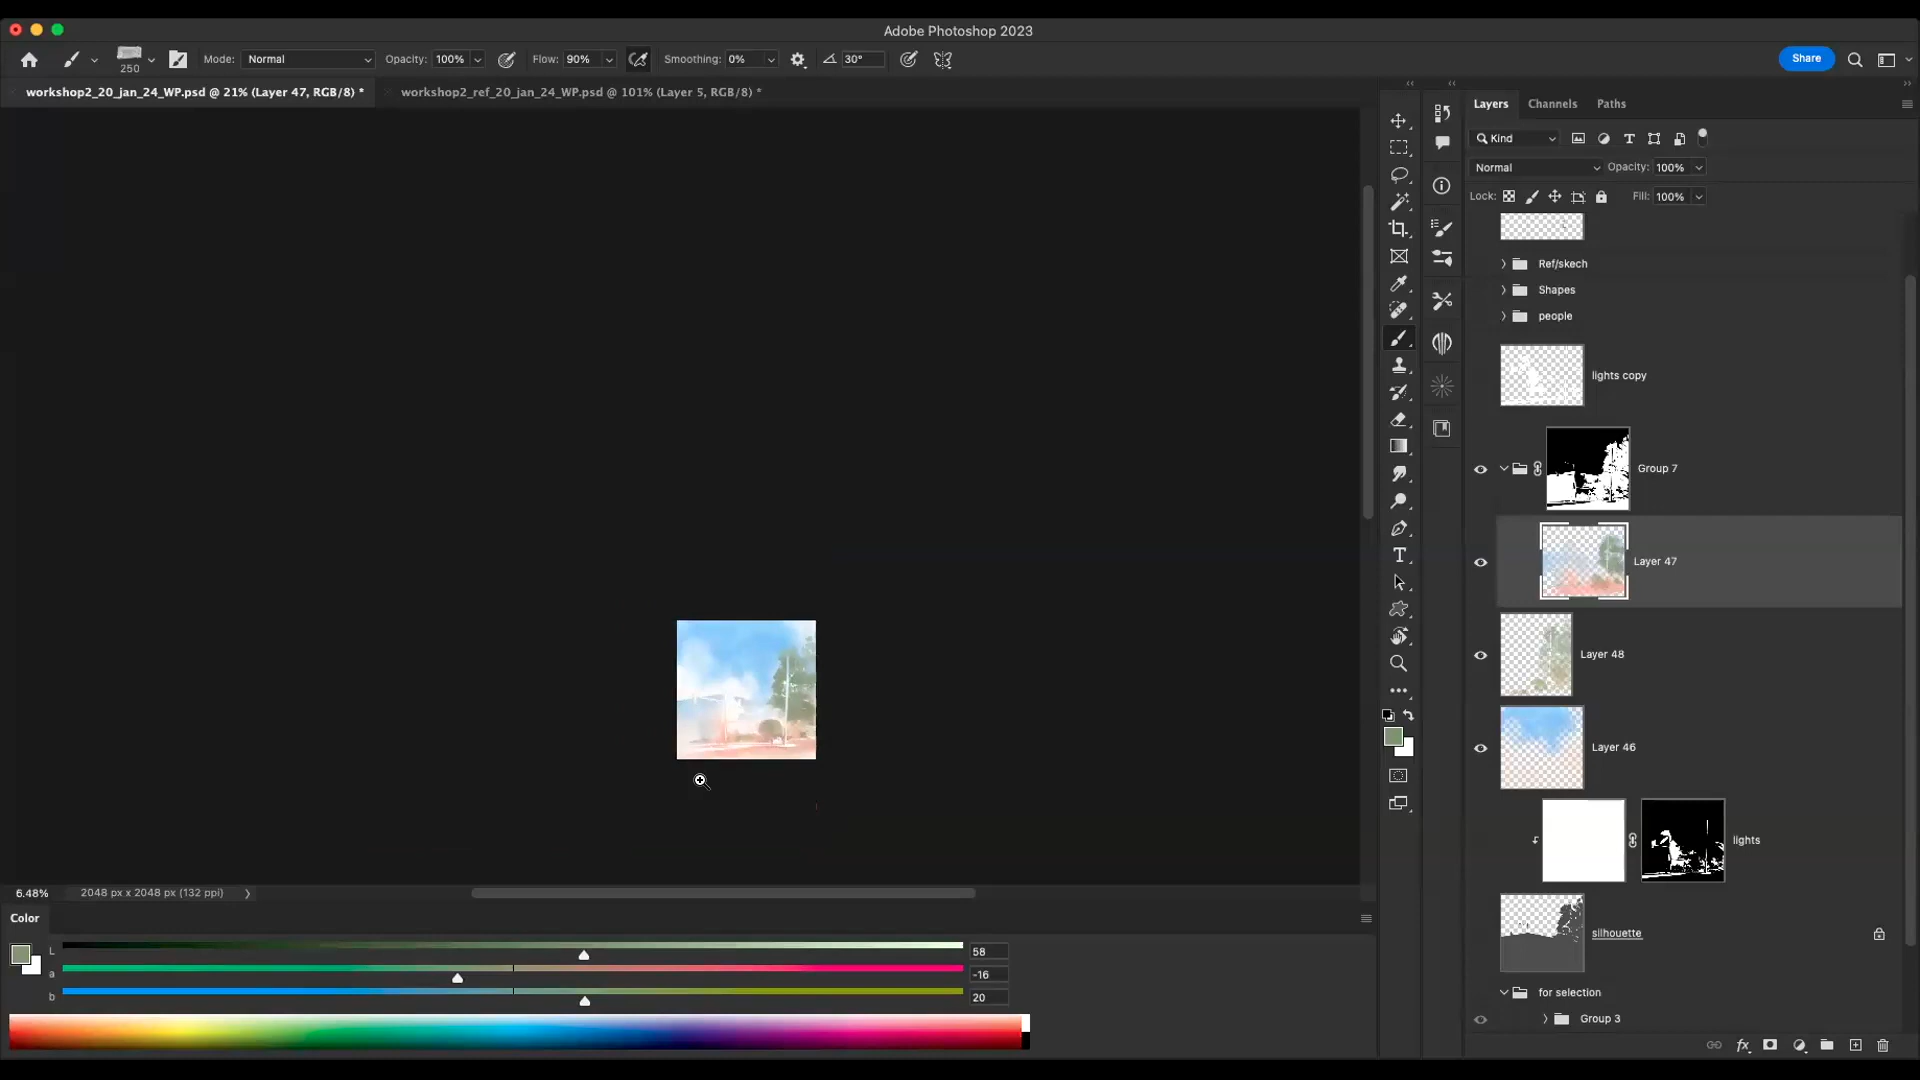 Adobe Photoshop 2023
250
Mode: Normal
Opacity: 100%
Flow: 90%
Smoothing: 0%
30°
Share
workshop2_20_jan_24_WP.psd @ 21% (Layer 47, RGB/8) *
workshop2_ref_20_jan_24_WP.psd @ 101% (Layer 5, RGB/8) *
Layers Channels Paths
Kind
Normal Opacity: 100%
Lock: Fill: 100%
Ref/skech
Shapes
people
lights copy
Group 7
Layer 47
Layer 48
Layer 46
lights
silhouette
for selection
Group 3
6.48% 2048 px x 2048 px (132 ppi)
Color
L 58
a -16
b 20
fx